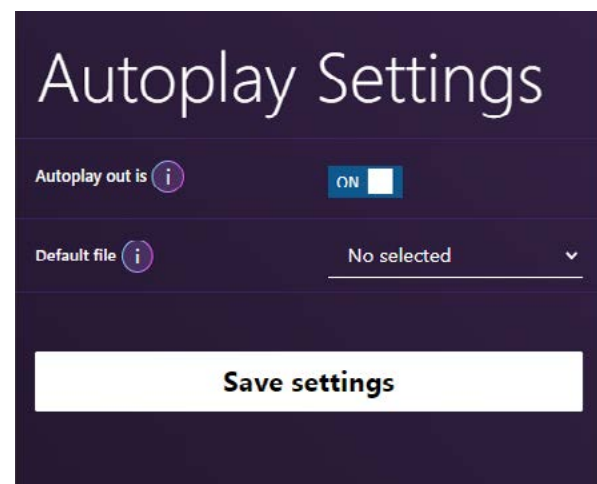 Autoplay Settings
Autoplay out is i ON
Default file i No selected
Save settings